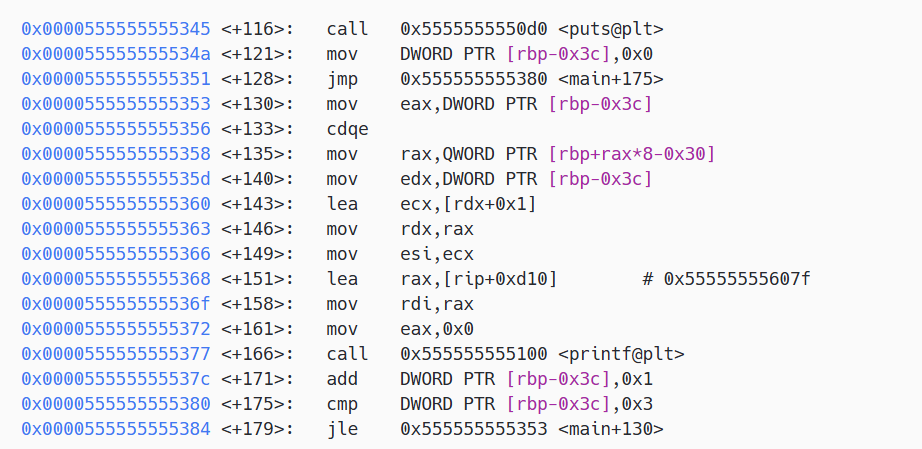 0x0000555555555345 <+116>: call 0x5555555550d0 <puts@plt>
0x000055555555534a <+121>: mov DWORD PTR [rbp-0x3c],0x0
0x0000555555555351 <+128>: jmp 0x555555555380 <main+175>
0x0000555555555353 <+130>: mov eax,DWORD PTR [rbp-0x3c]
0x0000555555555356 <+133>: cdqe
0x0000555555555358 <+135>: mov rax,QWORD PTR [rbp+rax*8-0x30]
0x000055555555535d <+140>: mov edx,DWORD PTR [rbp-0x3c]
0x0000555555555360 <+143>: lea ecx,[rdx+0x1]
0x0000555555555363 <+146>: mov rdx,rax
0x0000555555555366 <+149>: mov esi,ecx
0x0000555555555368 <+151>: lea rax,[rip+0xd10] # 0x55555555607f
0x000055555555536f <+158>: mov rdi,rax
0x0000555555555372 <+161>: mov eax,0x0
0x0000555555555377 <+166>: call 0x555555555100 <printf@plt>
0x000055555555537c <+171>: add DWORD PTR [rbp-0x3c],0x1
0x0000555555555380 <+175>: cmp DWORD PTR [rbp-0x3c],0x3
0x0000555555555384 <+179>: jle 0x555555555353 <main+130>